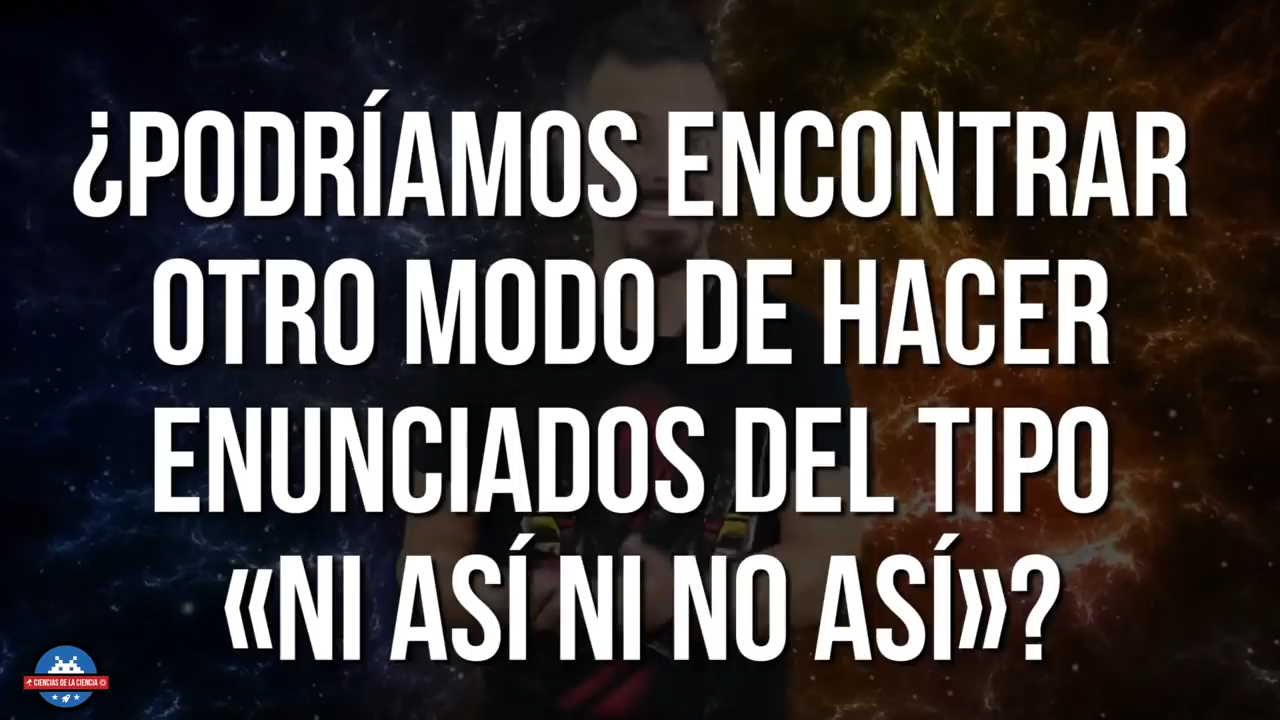 ¿PODRÍAMOS ENCONTRAR
OTRO MODO DE HACER
ENUNCIADOS DEL TIPO
«NI ASÍ NI NO ASÍ»?
CIENCIAS DE LA CIENCIA